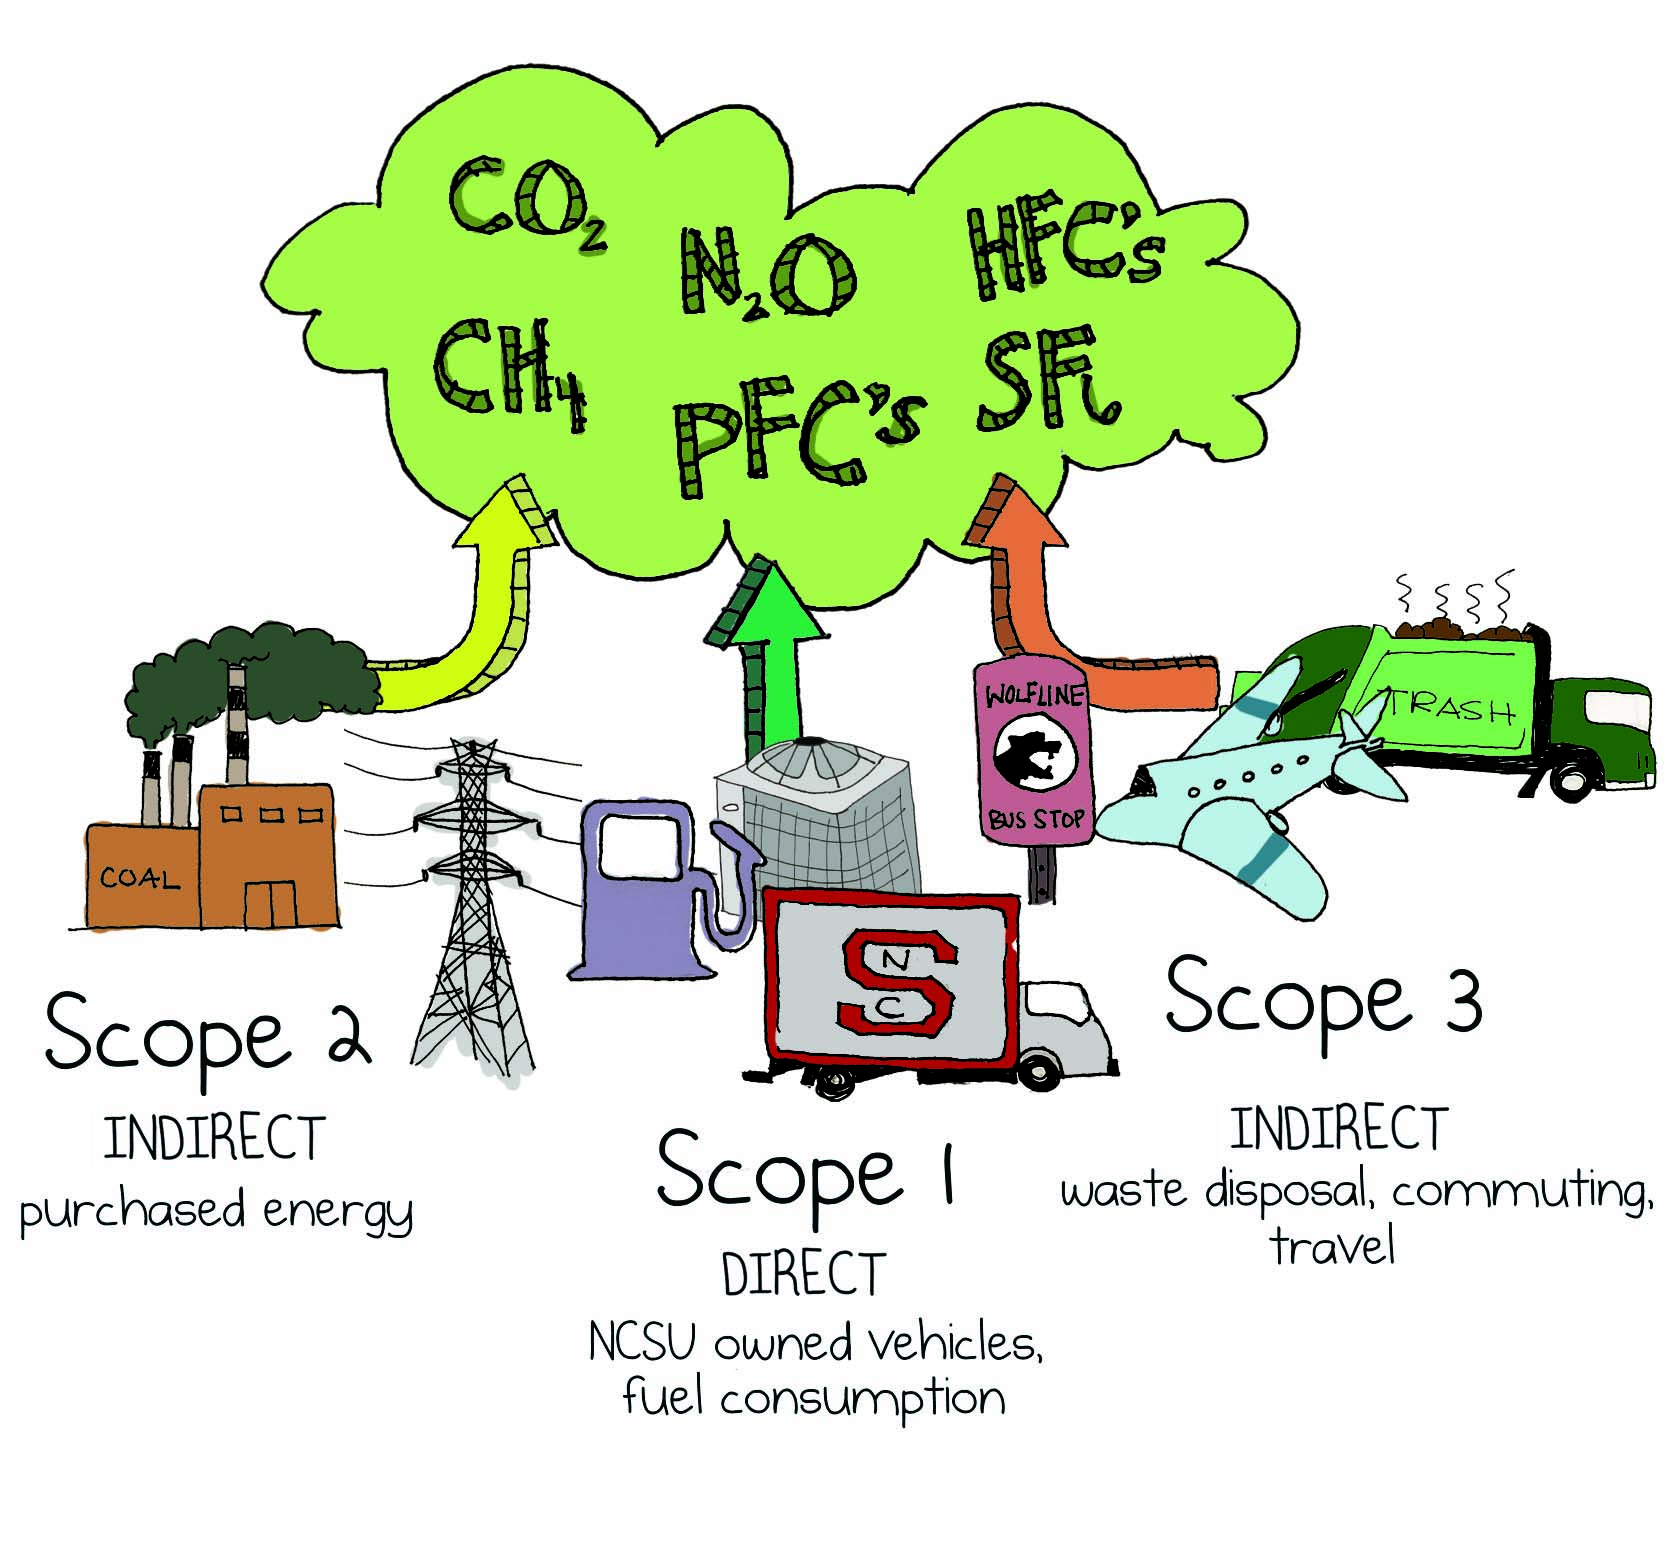 CO₂
N₂O
HFC's
CH₄
PFC's
SF₆
WOLFLINE
BUS STOP
TRASH
COAL
N
S
C
Scope 2
INDIRECT
purchased energy
Scope 1
DIRECT
NCSU owned vehicles,
fuel consumption
Scope 3
INDIRECT
waste disposal, commuting,
travel